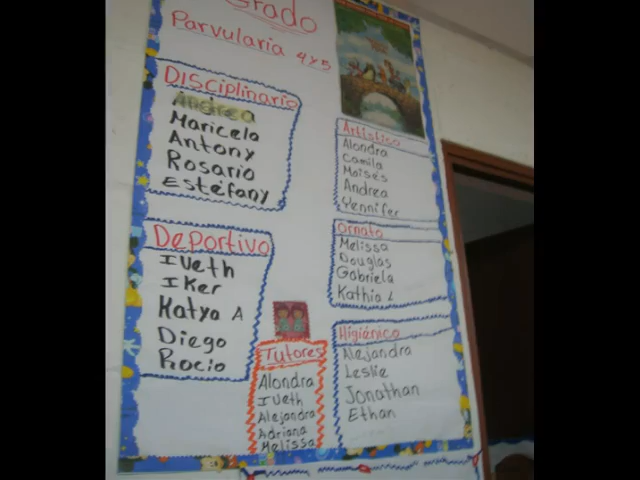 Grado
Parvularia 4 y 5
Disciplinario
Andrea
Maricela
Antony
Rosario
Estéfany
Deportivo
Iveth
Iker
Katya A
Diego
Rocio
Tutores
Alondra
Iveth
Alejandra
Adriana
Melissa
Artístico
Alondra
Camila
Moisés
Andrea
Yennifer
Ornato
Melissa
Douglas
Gabriela
Kathia L
Higiénico
Alejandra
Leslie
Jonathan
Ethan